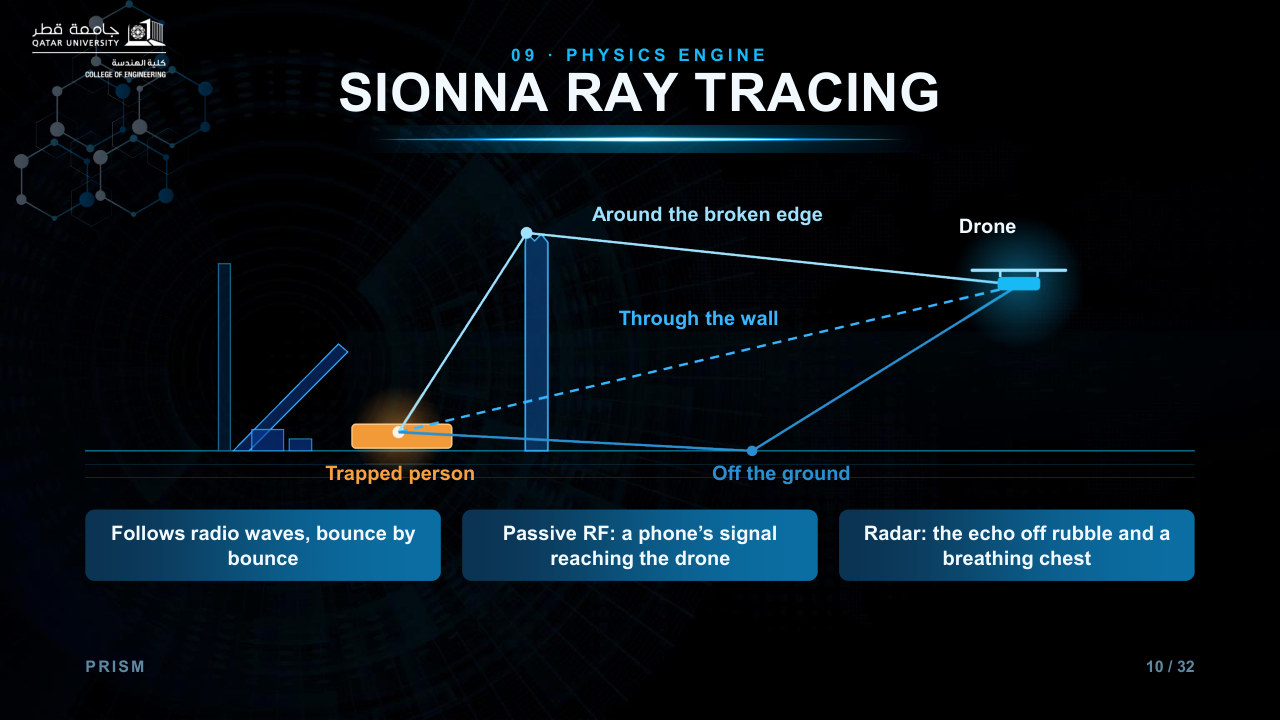 جامعة قطر
QATAR UNIVERSITY
كلية الهندسة
COLLEGE OF ENGINEERING
09 · PHYSICS ENGINE
SIONNA RAY TRACING
Around the broken edge
Drone
Through the wall
Trapped person
Off the ground
Follows radio waves, bounce by
bounce
Passive RF: a phone’s signal
reaching the drone
Radar: the echo off rubble and a
breathing chest
PRISM
10 / 32